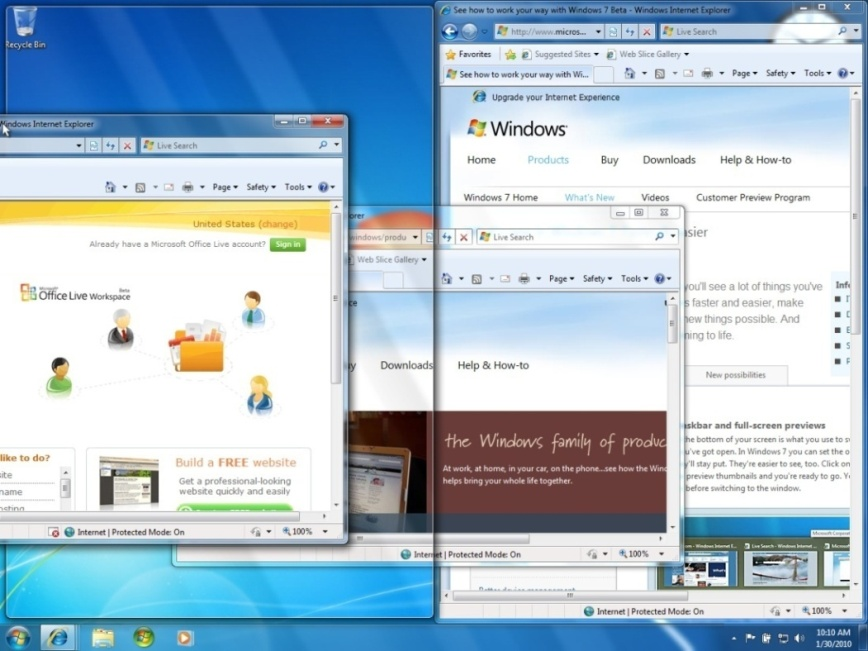 Recycle Bin
See how to work your way with Windows 7 Beta - Windows Internet Explorer
http://www.micros...
Live Search
Favorites
Suggested Sites
Web Slice Gallery
See how to work your way with Wi...
Page
Safety
Tools
Upgrade your Internet Experience
Windows
Home
Products
Buy
Downloads
Help & How-to
Windows 7 Home
What's New
Videos
Customer Preview Program
sier
you'll see a lot of things you've
s faster and easier, make
new things possible. And
ning to life.
New possibilities
skbar and full-screen previews
the bottom of your screen is what you use to s
u've got open. In Windows 7 you can set the o
y'll stay put. They're easier to see, too. Click on
preview thumbnails and you're ready to go. Y
before switching to the window.
Internet | Protected Mode: On
100%
Windows Internet Explorer
Live Search
Page
Safety
Tools
United States (change)
Already have a Microsoft Office Live account?
Sign in
Microsoft
Office Live Workspace
Beta
like to do?
site
name
Build a FREE website
Get a professional-looking
website quickly and easily
Internet | Protected Mode: On
100%
lorer
windows/produ
Live Search
Web Slice Gallery
Page
Safety
Tools
Downloads
Help & How-to
the Windows family of produc
At work, at home, in your car, on the phone...see how the Wind
helps bring your whole life together.
Internet | Protected Mode: On
100%
Live Search - Windows Internet ...
10:10 AM
1/30/2010